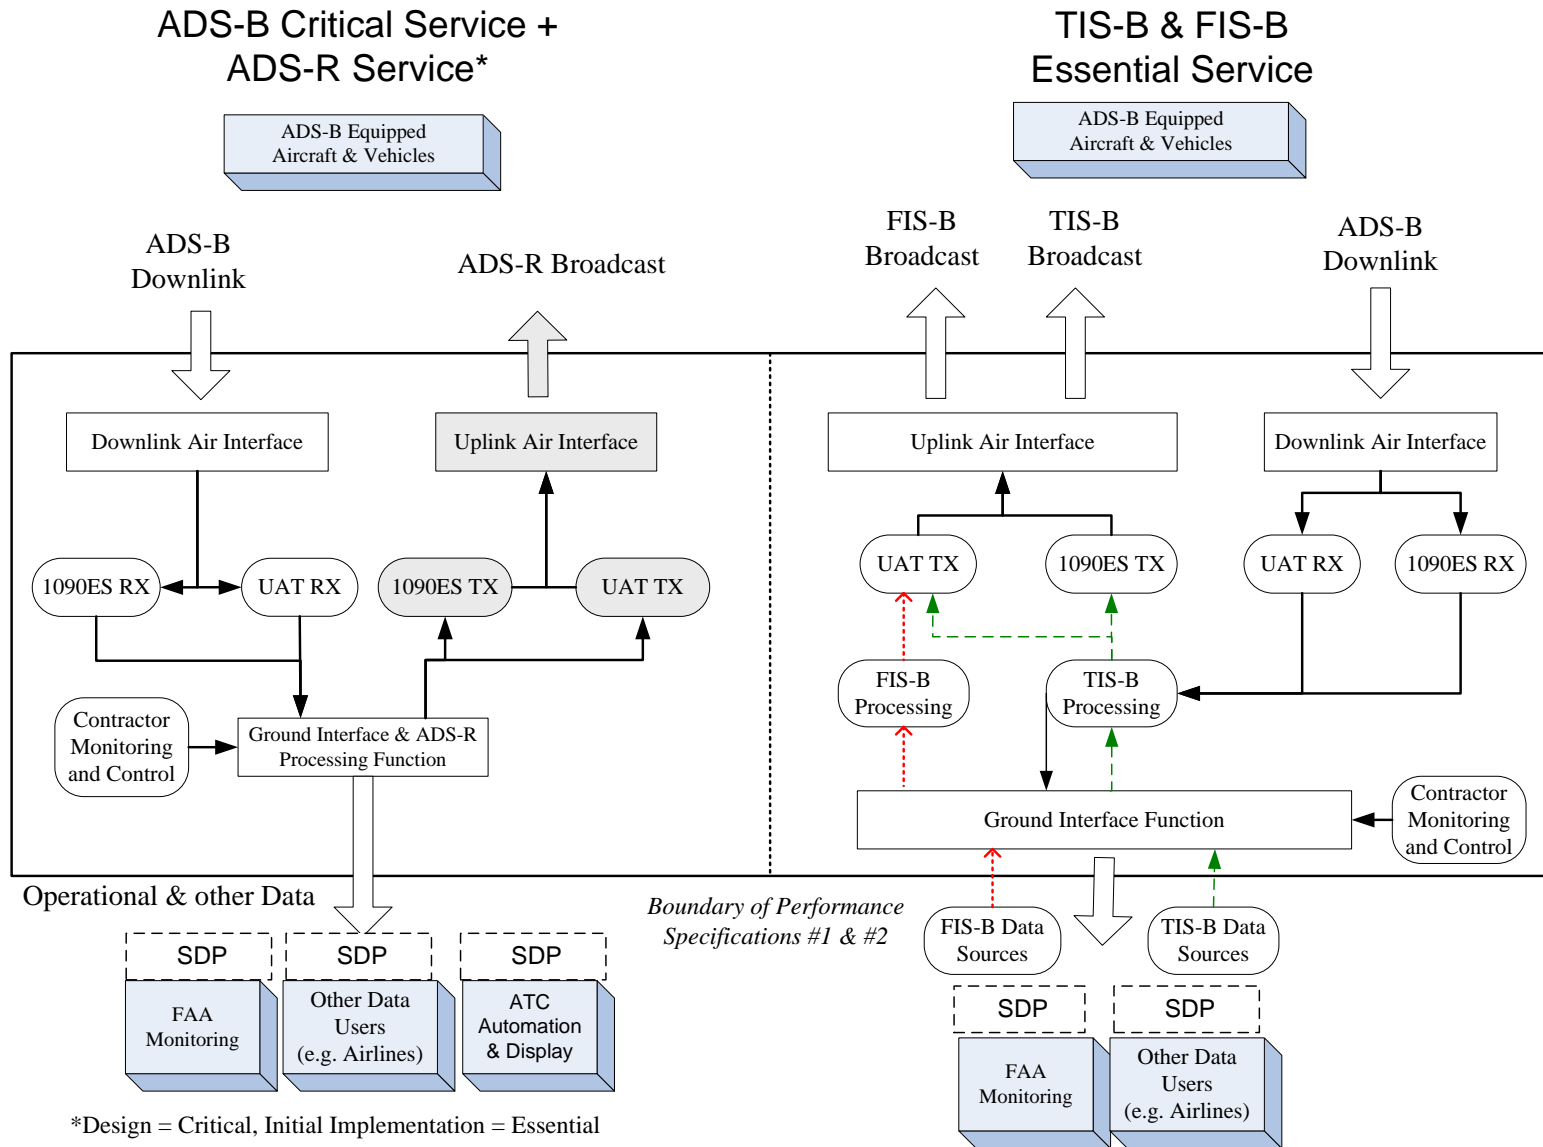 ADS-B Critical Service +
ADS-R Service*
ADS-B Equipped
Aircraft & Vehicles
ADS-B
Downlink
ADS-R Broadcast
Downlink Air Interface
Uplink Air Interface
1090ES RX
UAT RX
1090ES TX
UAT TX
Contractor
Monitoring
and Control
Ground Interface & ADS-R
Processing Function
Operational & other Data
SDP
SDP
SDP
FAA
Monitoring
Other Data
Users
(e.g. Airlines)
ATC
Automation
& Display
*Design = Critical, Initial Implementation = Essential
Boundary of Performance
Specifications #1 & #2
TIS-B & FIS-B
Essential Service
ADS-B Equipped
Aircraft & Vehicles
FIS-B
Broadcast
TIS-B
Broadcast
ADS-B
Downlink
Uplink Air Interface
Downlink Air Interface
UAT TX
1090ES TX
UAT RX
1090ES RX
FIS-B
Processing
TIS-B
Processing
Ground Interface Function
Contractor
Monitoring
and Control
FIS-B Data
Sources
TIS-B Data
Sources
SDP
SDP
FAA
Monitoring
Other Data
Users
(e.g. Airlines)